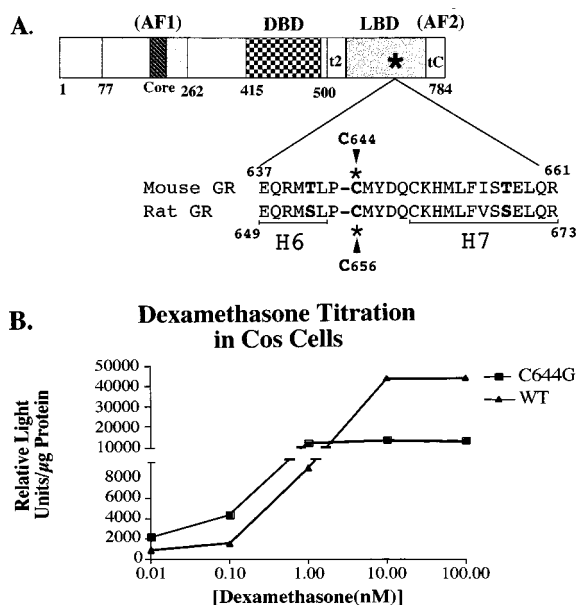 A.
(AF1) DBD LBD (AF2)
t2 * tC
1 77 Core 262 415 500 784
C644
637 * 661
Mouse GR EQRMTLP-CMYDQCKHMLFISTELQR
Rat GR EQRMSLP-CMYDQCKHMLFVSSELQR
649 H6 * H7 673
C656
B. Dexamethasone Titration
in Cos Cells
50000
40000
30000
20000
10000
8000
6000
4000
2000
0
Relative Light
Units/µg Protein
C644G
WT
0.01 0.10 1.00 10.00 100.00
[Dexamethasone(nM)]